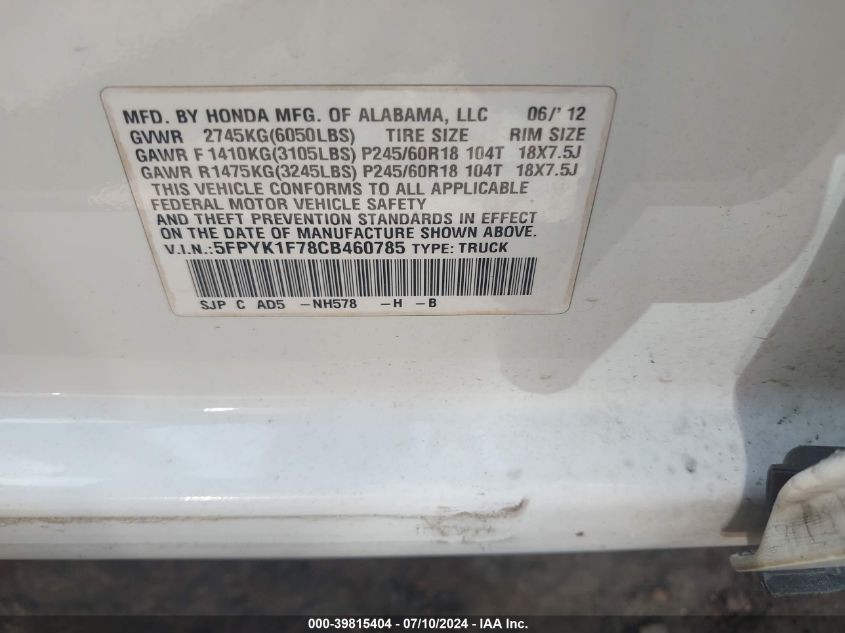 MFD. BY HONDA MFG. OF ALABAMA, LLC 06/'12
GVWR 2745KG(6050LBS) TIRE SIZE RIM SIZE
GAWR F 1410KG(3105LBS) P245/60R18 104T 18X7.5J
GAWR R1475KG(3245LBS) P245/60R18 104T 18X7.5J
THIS VEHICLE CONFORMS TO ALL APPLICABLE
FEDERAL MOTOR VEHICLE SAFETY
AND THEFT PREVENTION STANDARDS IN EFFECT
ON THE DATE OF MANUFACTURE SHOWN ABOVE.
V.I.N.:5FPYK1F78CB460785 TYPE: TRUCK
SJP C AD5 -NH578 -H -B
000-39815404 / 07/10/2024 - IAA Inc.